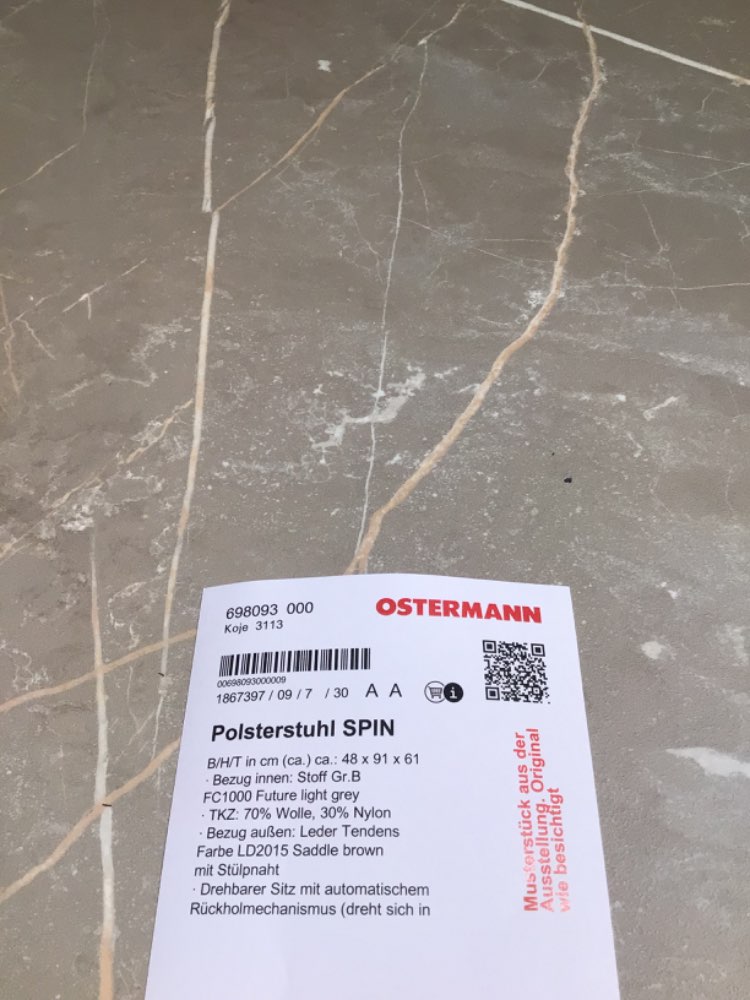 698093 000
OSTERMANN
Koje 3113
00698093000009
1867397 / 09 / 7 / 30 A A
Polsterstuhl SPIN
B/H/T in cm (ca.) ca.: 48 x 91 x 61
· Bezug innen: Stoff Gr.B
FC1000 Future light grey
· TKZ: 70% Wolle, 30% Nylon
· Bezug außen: Leder Tendens
Farbe LD2015 Saddle brown
mit Stülpnaht
· Drehbarer Sitz mit automatischem
Rückholmechanismus (dreht sich in
Musterstück aus der
Ausstellung. Original
wie besichtigt